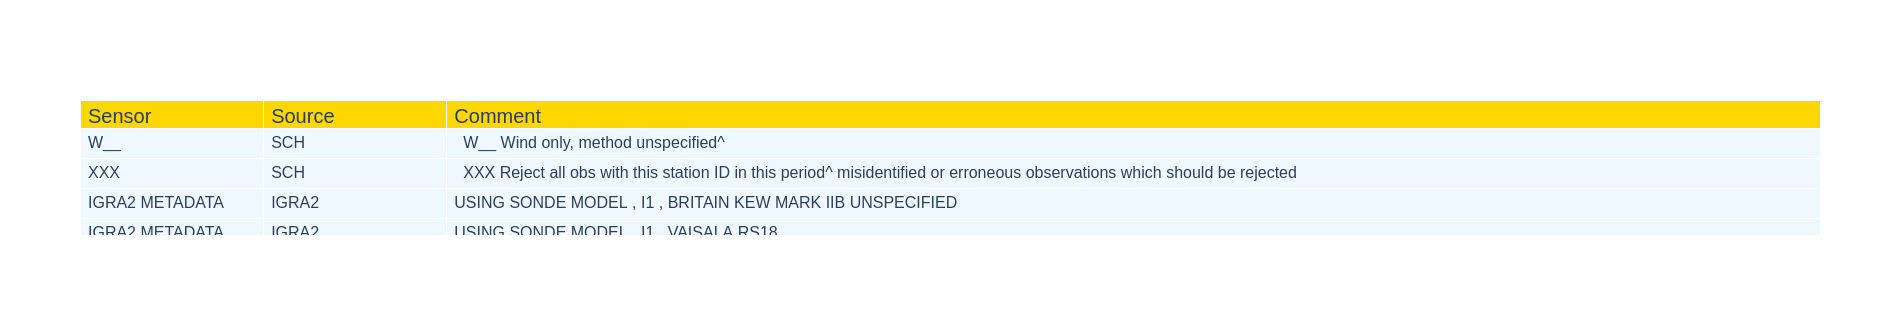 Sensor Source Comment
W__ SCH W__ Wind only, method unspecified^
XXX SCH XXX Reject all obs with this station ID in this period^ misidentified or erroneous observations which should be rejected
IGRA2 METADATA IGRA2 USING SONDE MODEL , I1 , BRITAIN KEW MARK IIB UNSPECIFIED
IGRA2 METADATA IGRA2 USING SONDE MODEL , I1 , VAISALA RS18